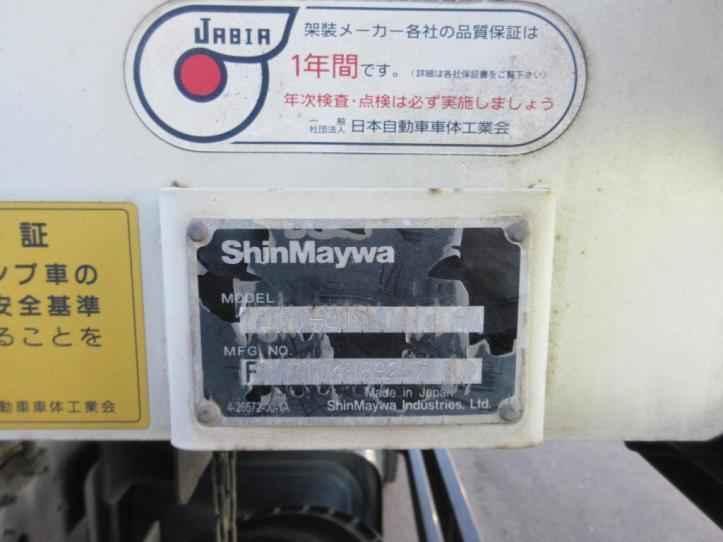 JABIA
架装メーカー各社の品質保証は
1年間です。(詳細は各社保証書をご覧下さい)
年次検査・点検は必ず実施しましょう
一般社団法人 日本自動車車体工業会
証
ンプ車の
安全基準
ることを
動車車体工業会
ShinMaywa
MODEL
MFG NO.
Made in Japan
ShinMaywa Industries, Ltd.